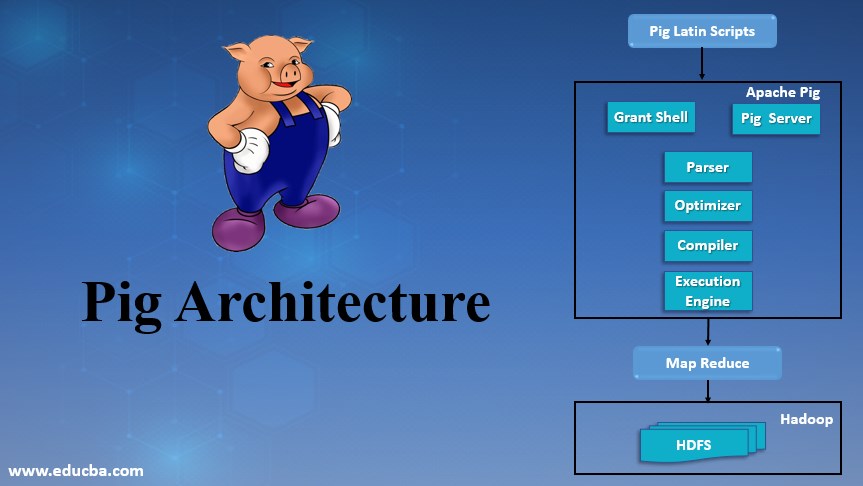 Pig Architecture
www.educba.com
Pig Latin Scripts
Apache Pig
Grant Shell
Pig Server
Parser
Optimizer
Compiler
Execution
Engine
Map Reduce
Hadoop
HDFS